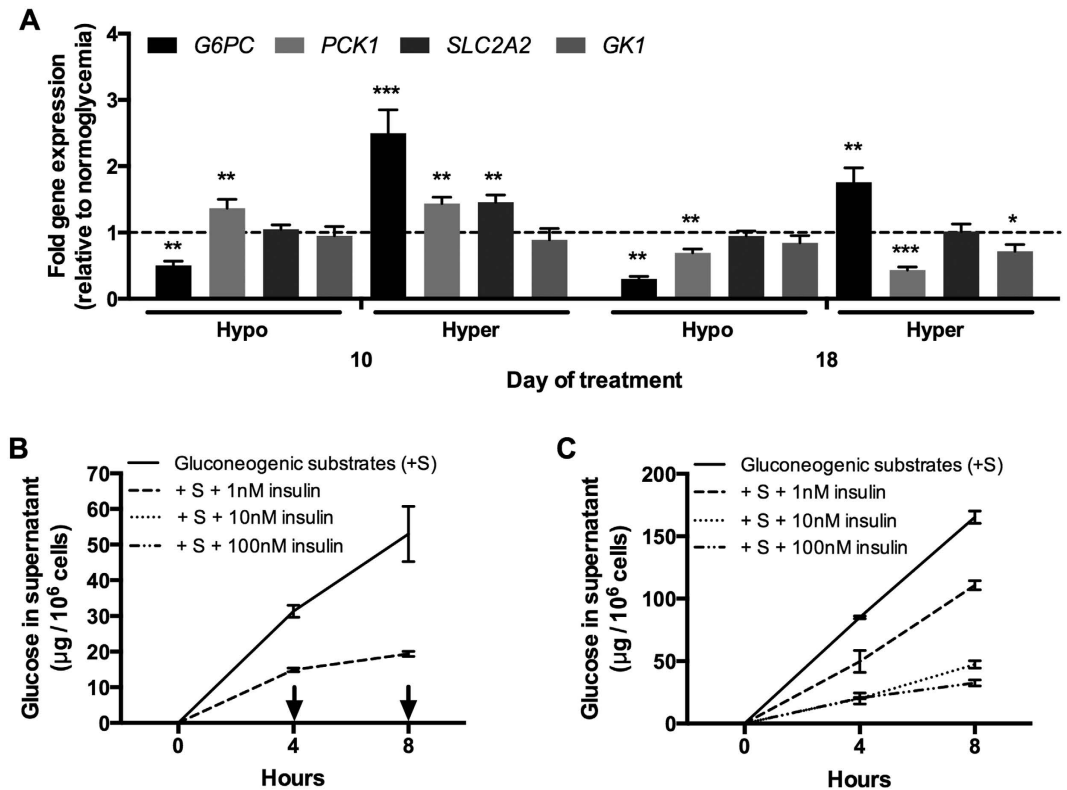 A
Fold gene expression
(relative to normoglycemia)
4
3
2
1
0
G6PC PCK1 SLC2A2 GK1
** ** *** ** ** ** ** ** *** *
Hypo Hyper Hypo Hyper
10 18
Day of treatment
B
Glucose in supernatant
(µg / 10⁶ cells)
Gluconeogenic substrates (+S)
+ S + 1nM insulin
+ S + 10nM insulin
+ S + 100nM insulin
70
60
50
40
30
20
10
0
0 4 8
Hours
C
Glucose in supernatant
(µg / 10⁶ cells)
Gluconeogenic substrates (+S)
+ S + 1nM insulin
+ S + 10nM insulin
+ S + 100nM insulin
200
150
100
50
0
0 4 8
Hours